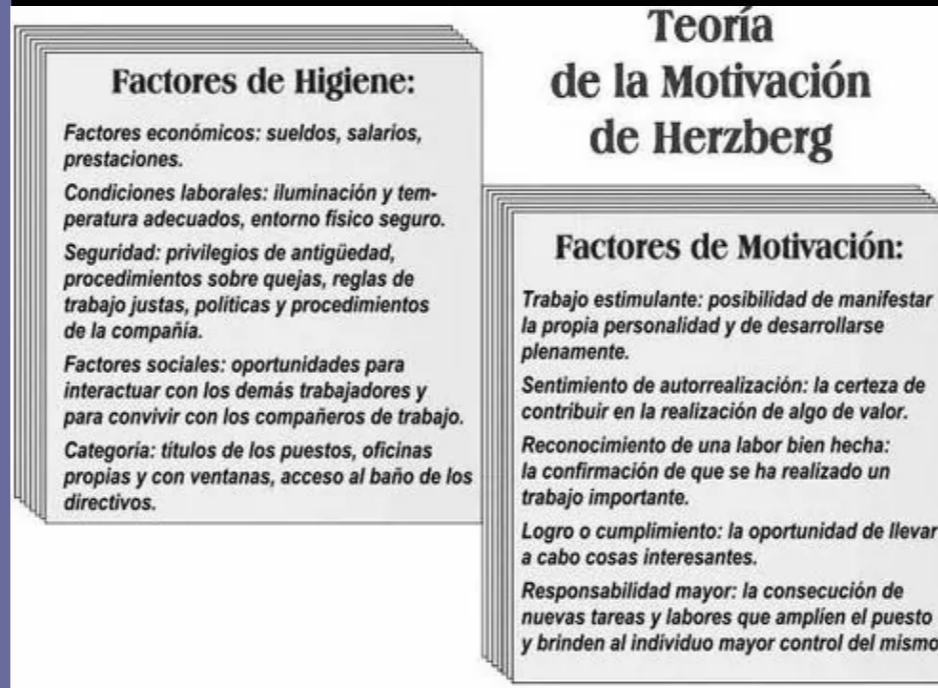 Teoría
de la Motivación
de Herzberg
Factores de Higiene:
Factores económicos: sueldos, salarios,
prestaciones.
Condiciones laborales: iluminación y tem-
peratura adecuados, entorno físico seguro.
Seguridad: privilegios de antigüedad,
procedimientos sobre quejas, reglas de
trabajo justas, políticas y procedimientos
de la compañía.
Factores sociales: oportunidades para
interactuar con los demás trabajadores y
para convivir con los compañeros de trabajo.
Categoría: títulos de los puestos, oficinas
propias y con ventanas, acceso al baño de los
directivos.
Factores de Motivación:
Trabajo estimulante: posibilidad de manifestar
la propia personalidad y de desarrollarse
plenamente.
Sentimiento de autorrealización: la certeza de
contribuir en la realización de algo de valor.
Reconocimiento de una labor bien hecha:
la confirmación de que se ha realizado un
trabajo importante.
Logro o cumplimiento: la oportunidad de llevar
a cabo cosas interesantes.
Responsabilidad mayor: la consecución de
nuevas tareas y labores que amplíen el puesto
y brinden al individuo mayor control del mismo